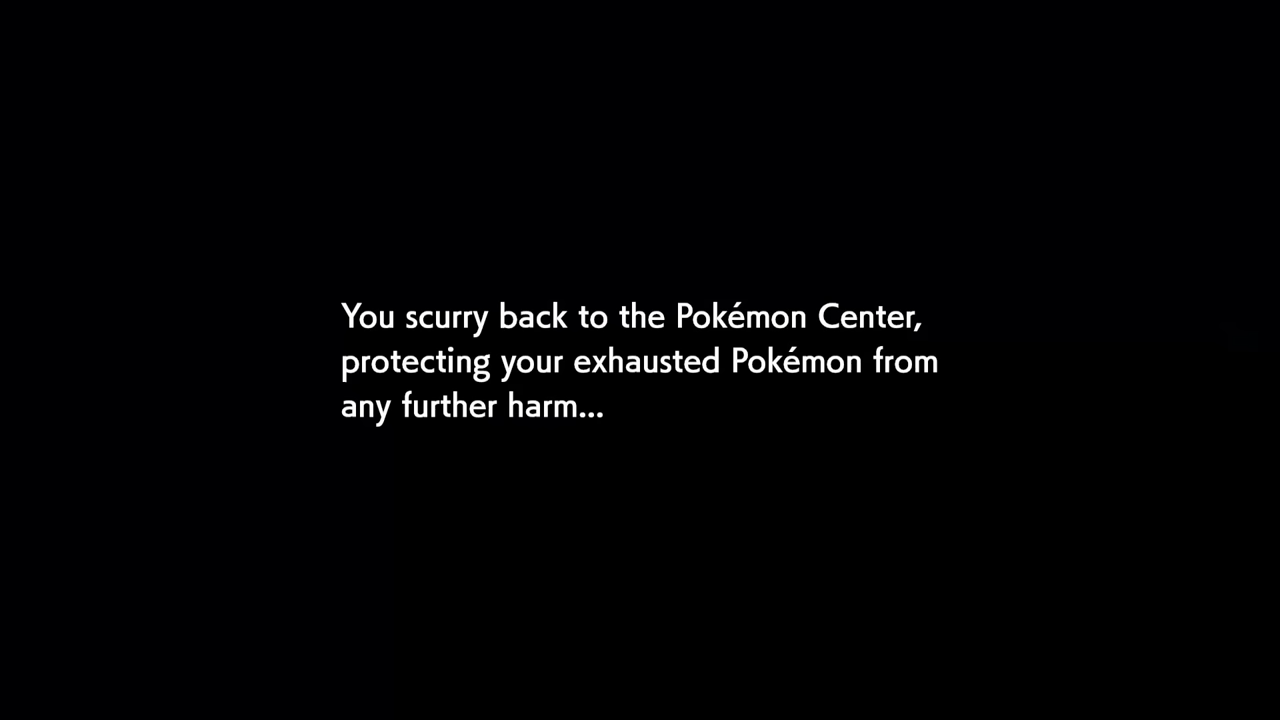 You scurry back to the Pokémon Center,
protecting your exhausted Pokémon from
any further harm...